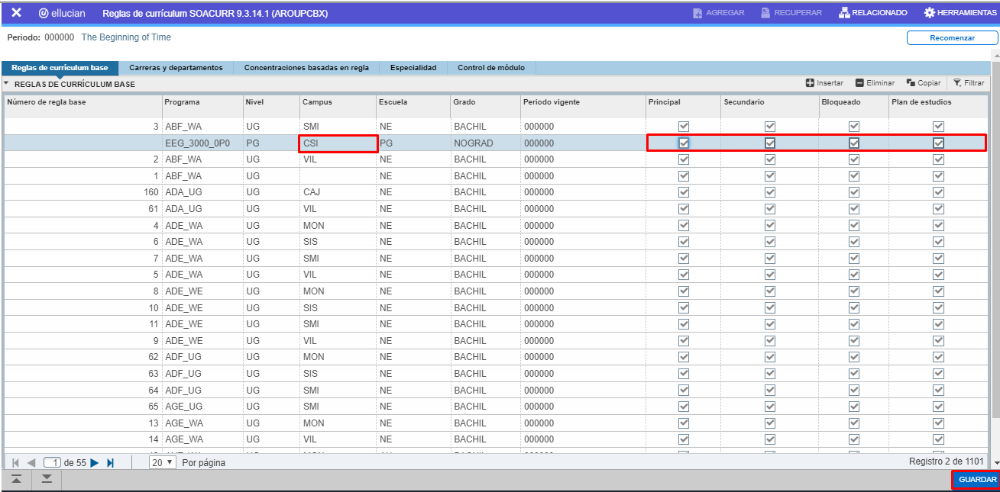 ellucian Reglas de currículum SOACURR 9.3.14.1 (AROUPCBX) AGREGAR RECUPERAR RELACIONADO HERRAMIENTAS
Periodo: 000000 The Beginning of Time Recomenzar
Reglas de currículum base Carreras y departamentos Concentraciones basadas en regla Especialidad Control de módulo
REGLAS DE CURRÍCULUM BASE Insertar Eliminar Copiar Filtrar
Número de regla base Programa Nivel Campus Escuela Grado Periodo vigente Principal Secundario Bloqueado Plan de estudios
3 ABF_WA UG SMI NE BACHIL 000000
EEG_3000_0P0 PG CSI PG NOGRAD 000000
2 ABF_WA UG VIL NE BACHIL 000000
1 ABF_WA UG NE BACHIL 000000
160 ADA_UG UG CAJ NE BACHIL 000000
61 ADA_UG UG VIL NE BACHIL 000000
4 ADE_WA UG MON NE BACHIL 000000
6 ADE_WA UG SIS NE BACHIL 000000
7 ADE_WA UG SMI NE BACHIL 000000
5 ADE_WA UG VIL NE BACHIL 000000
8 ADE_WE UG MON NE BACHIL 000000
10 ADE_WE UG SIS NE BACHIL 000000
11 ADE_WE UG SMI NE BACHIL 000000
9 ADE_WE UG VIL NE BACHIL 000000
62 ADF_UG UG MON NE BACHIL 000000
63 ADF_UG UG SIS NE BACHIL 000000
64 ADF_UG UG SMI NE BACHIL 000000
65 AGE_UG UG SMI NE BACHIL 000000
13 AGE_WA UG MON NE BACHIL 000000
14 AGE_WA UG VIL NE BACHIL 000000
1 de 55 20 Por página Registro 2 de 1101
GUARDAR